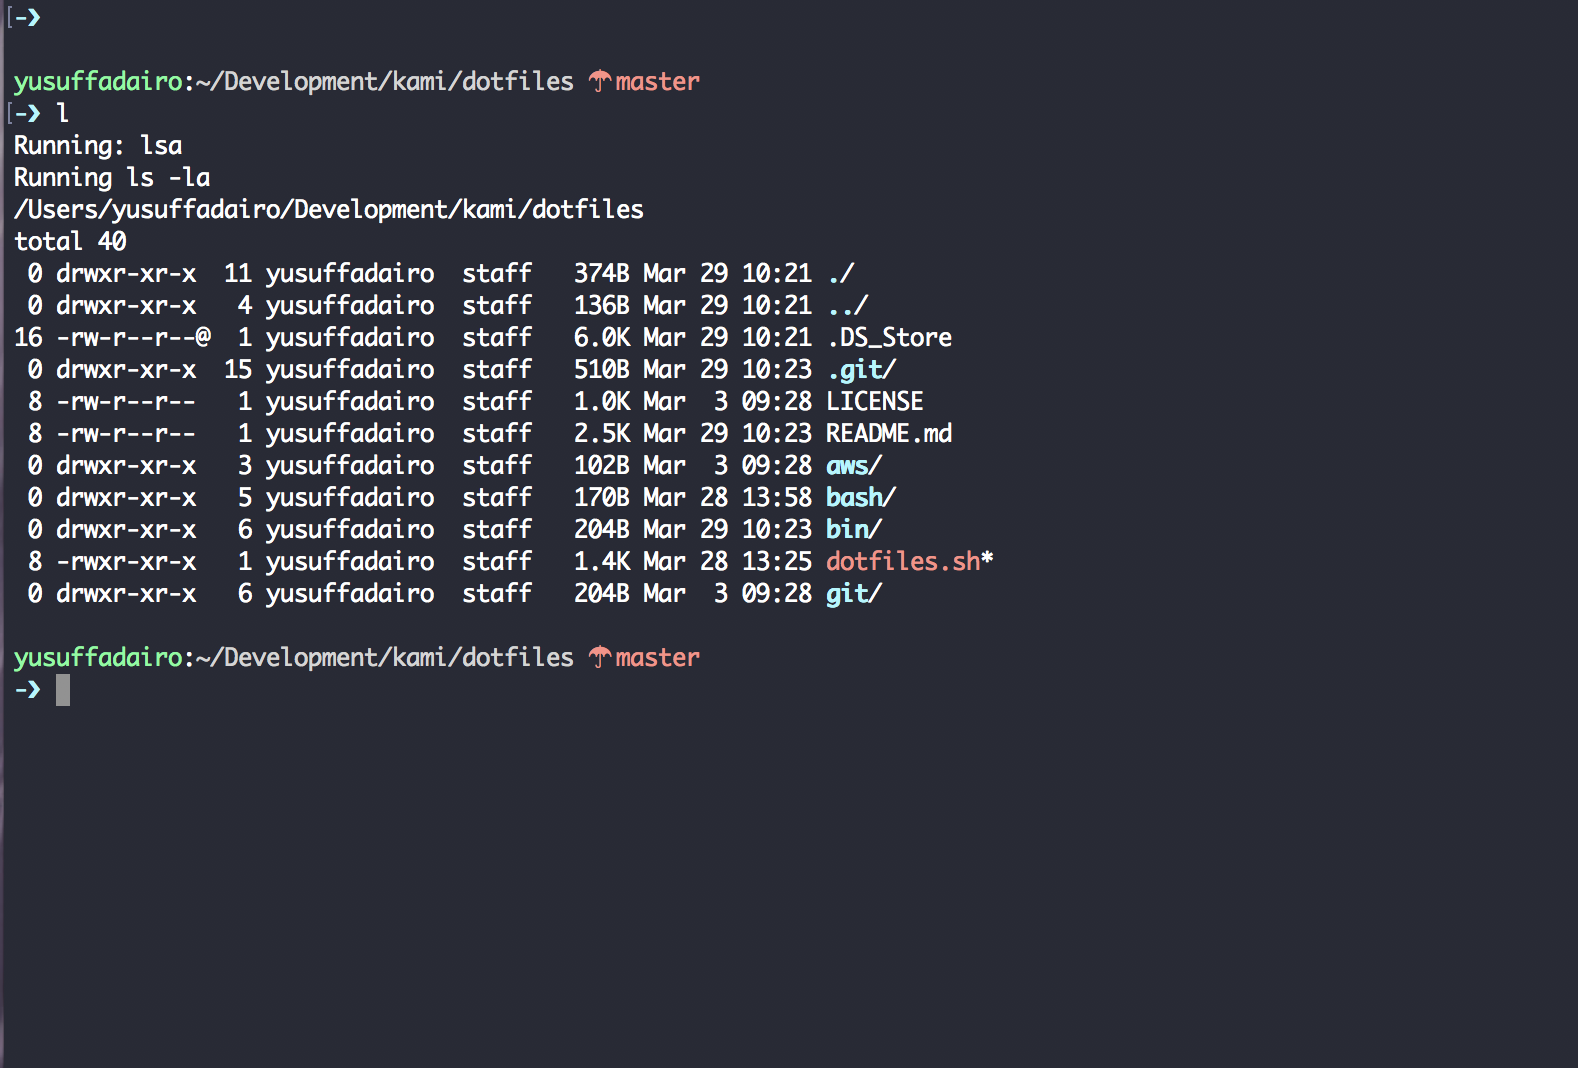 [-❯
yusuffadairo:~/Development/kami/dotfiles ☂master
[-❯ l
Running: lsa
Running ls -la
/Users/yusuffadairo/Development/kami/dotfiles
total 40
 0 drwxr-xr-x  11 yusuffadairo  staff   374B Mar 29 10:21 ./
 0 drwxr-xr-x   4 yusuffadairo  staff   136B Mar 29 10:21 ../
16 -rw-r--r--@  1 yusuffadairo  staff   6.0K Mar 29 10:21 .DS_Store
 0 drwxr-xr-x  15 yusuffadairo  staff   510B Mar 29 10:23 .git/
 8 -rw-r--r--   1 yusuffadairo  staff   1.0K Mar  3 09:28 LICENSE
 8 -rw-r--r--   1 yusuffadairo  staff   2.5K Mar 29 10:23 README.md
 0 drwxr-xr-x   3 yusuffadairo  staff   102B Mar  3 09:28 aws/
 0 drwxr-xr-x   5 yusuffadairo  staff   170B Mar 28 13:58 bash/
 0 drwxr-xr-x   6 yusuffadairo  staff   204B Mar 29 10:23 bin/
 8 -rwxr-xr-x   1 yusuffadairo  staff   1.4K Mar 28 13:25 dotfiles.sh*
 0 drwxr-xr-x   6 yusuffadairo  staff   204B Mar  3 09:28 git/
yusuffadairo:~/Development/kami/dotfiles ☂master
-❯